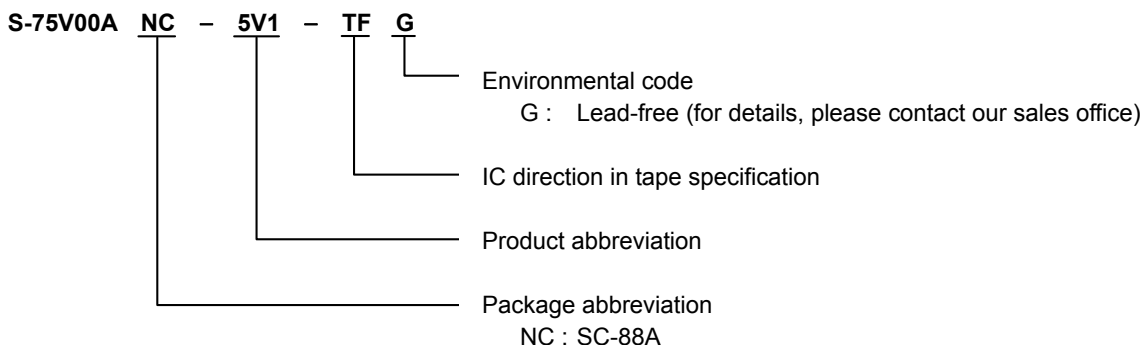 S-75V00A NC – 5V1 – TF G
Environmental code
G : Lead-free (for details, please contact our sales office)
IC direction in tape specification
Product abbreviation
Package abbreviation
NC : SC-88A